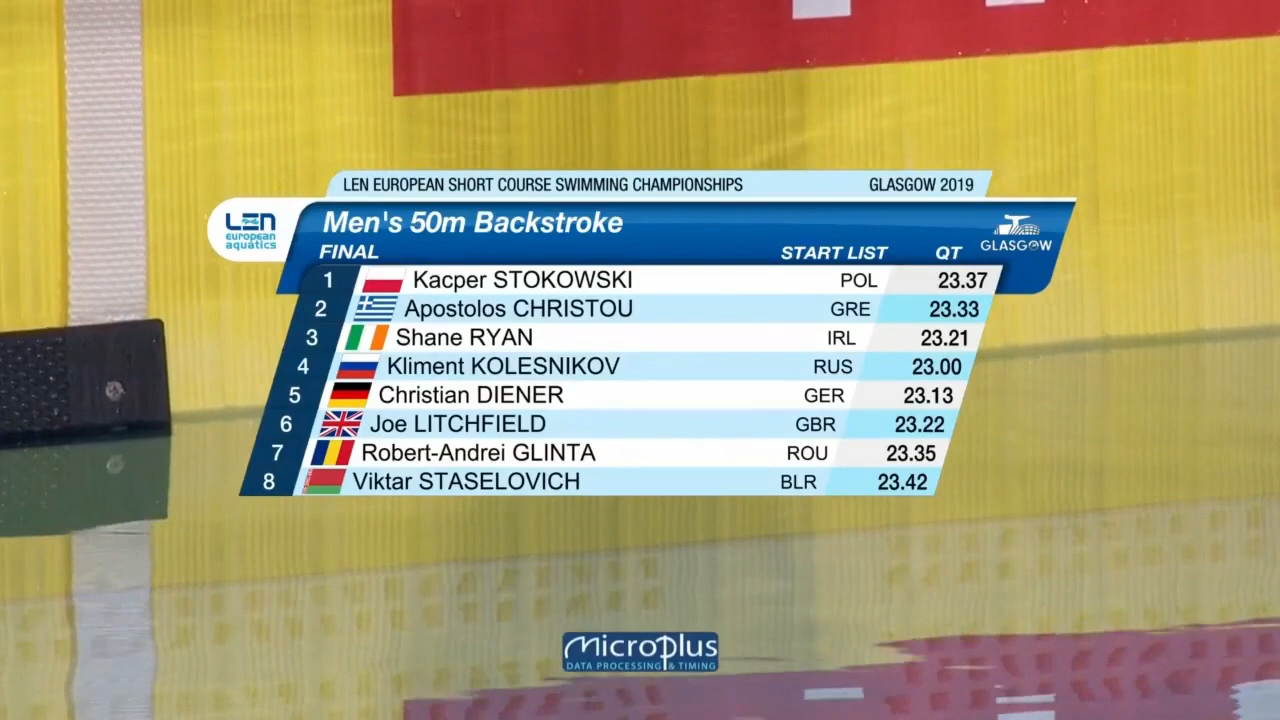 LEN EUROPEAN SHORT COURSE SWIMMING CHAMPIONSHIPS GLASGOW 2019
LEN
european
aquatics
Men's 50m Backstroke
GLASGOW
FINAL START LIST QT
1 Kacper STOKOWSKI POL 23.37
2 Apostolos CHRISTOU GRE 23.33
3 Shane RYAN IRL 23.21
4 Kliment KOLESNIKOV RUS 23.00
5 Christian DIENER GER 23.13
6 Joe LITCHFIELD GBR 23.22
7 Robert-Andrei GLINTA ROU 23.35
8 Viktar STASELOVICH BLR 23.42
Microplus
DATA PROCESSING & TIMING